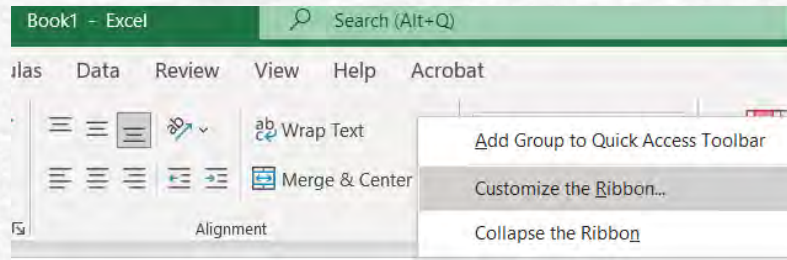 Book1 - Excel
Search (Alt+Q)
ulas Data Review View Help Acrobat
ab Wrap Text
Add Group to Quick Access Toolbar
Merge & Center
Customize the Ribbon...
Alignment
Collapse the Ribbon